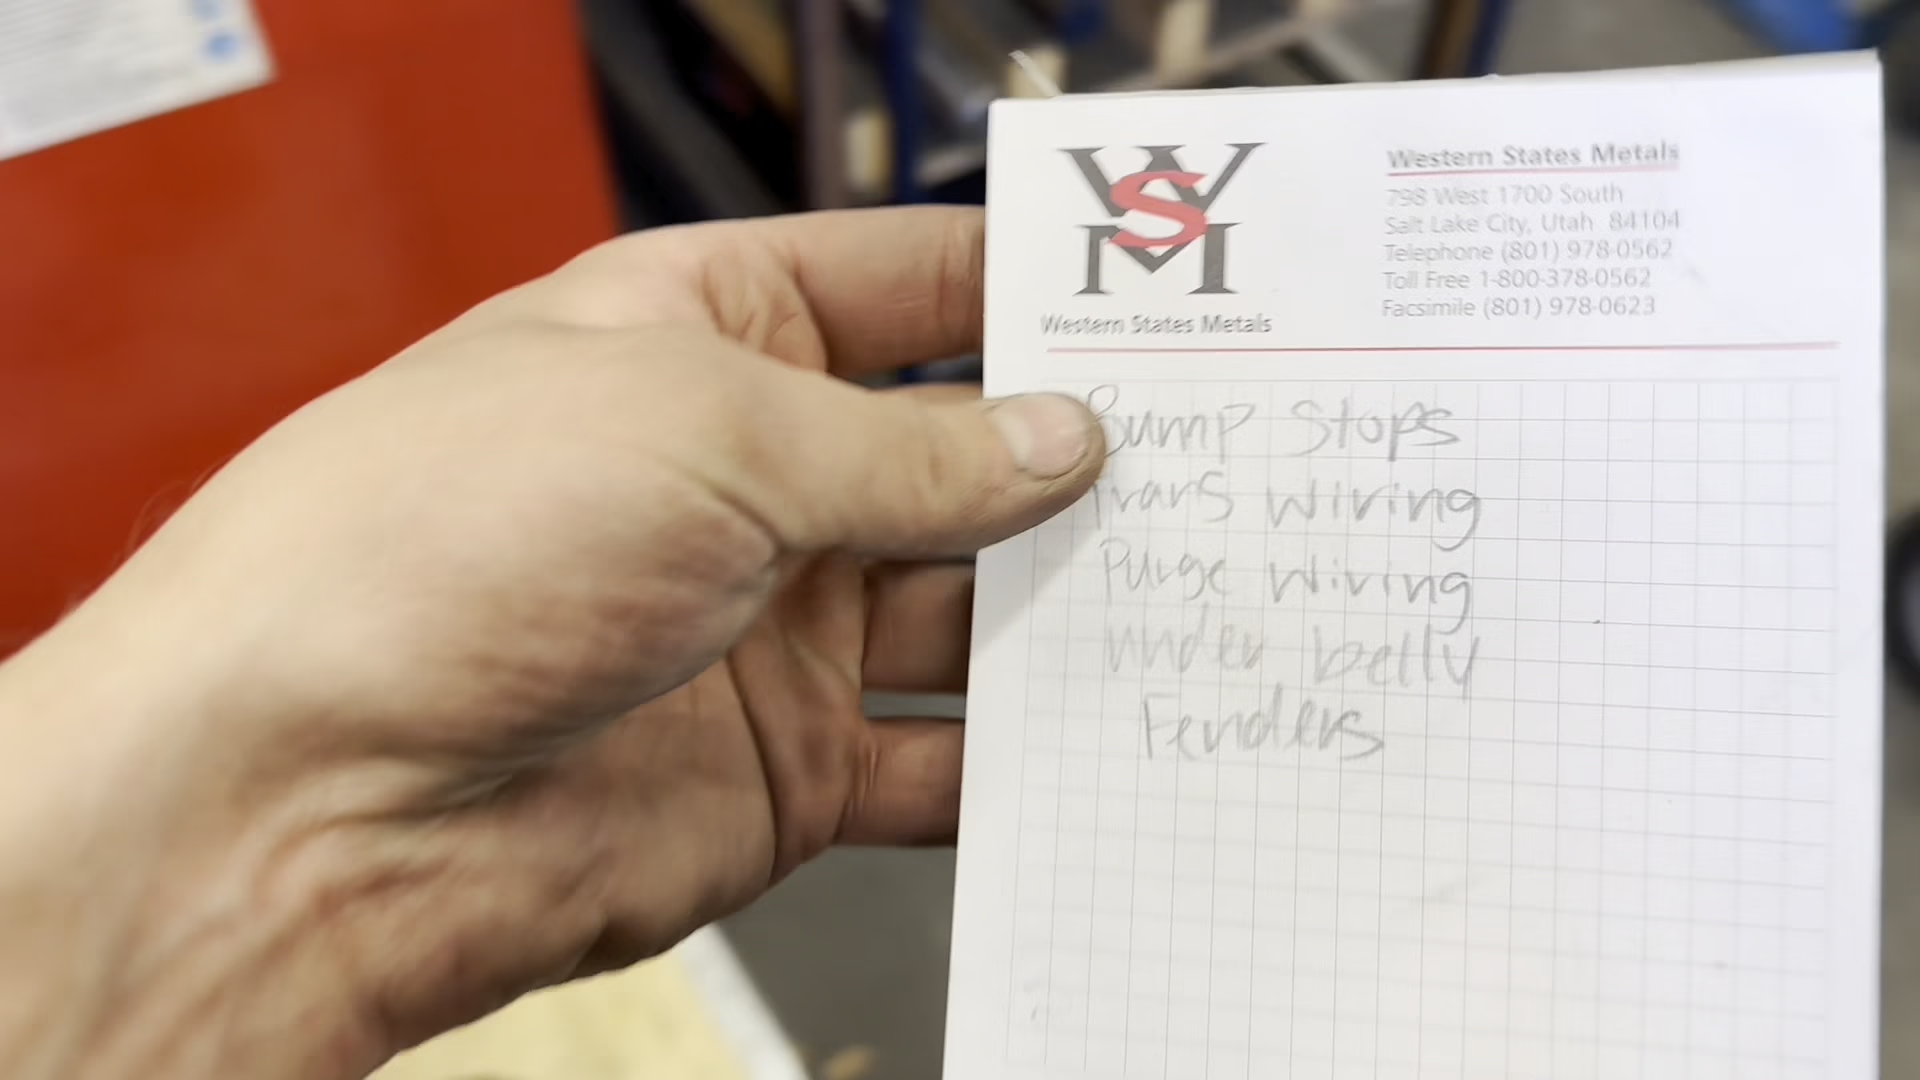 WSM
Western States Metals
Western States Metals
798 West 1700 South
Salt Lake City, Utah 84104
Telephone (801) 978-0562
Toll Free 1-800-378-0562
Facsimile (801) 978-0623
Bump Stops
Trans wiring
Purge wiring
under belly
Fenders